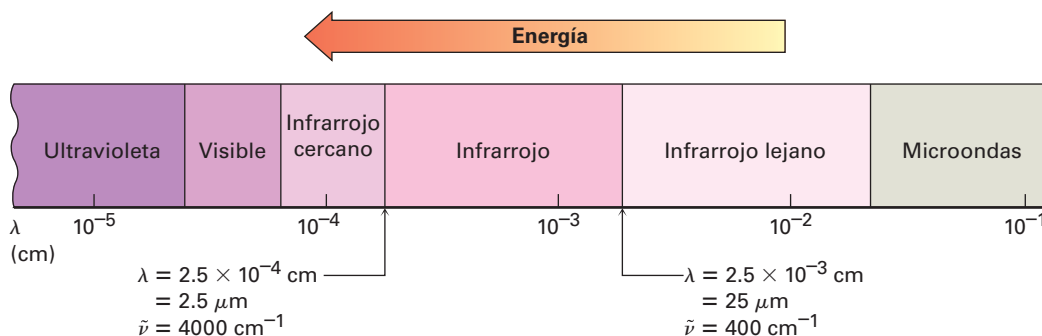 Energía
Ultravioleta Visible Infrarrojo cercano Infrarrojo Infrarrojo lejano Microondas
λ (cm) 10⁻⁵ 10⁻⁴ 10⁻³ 10⁻² 10⁻¹
λ = 2.5 × 10⁻⁴ cm
= 2.5 μm
ν̃ = 4000 cm⁻¹
λ = 2.5 × 10⁻³ cm
= 25 μm
ν̃ = 400 cm⁻¹